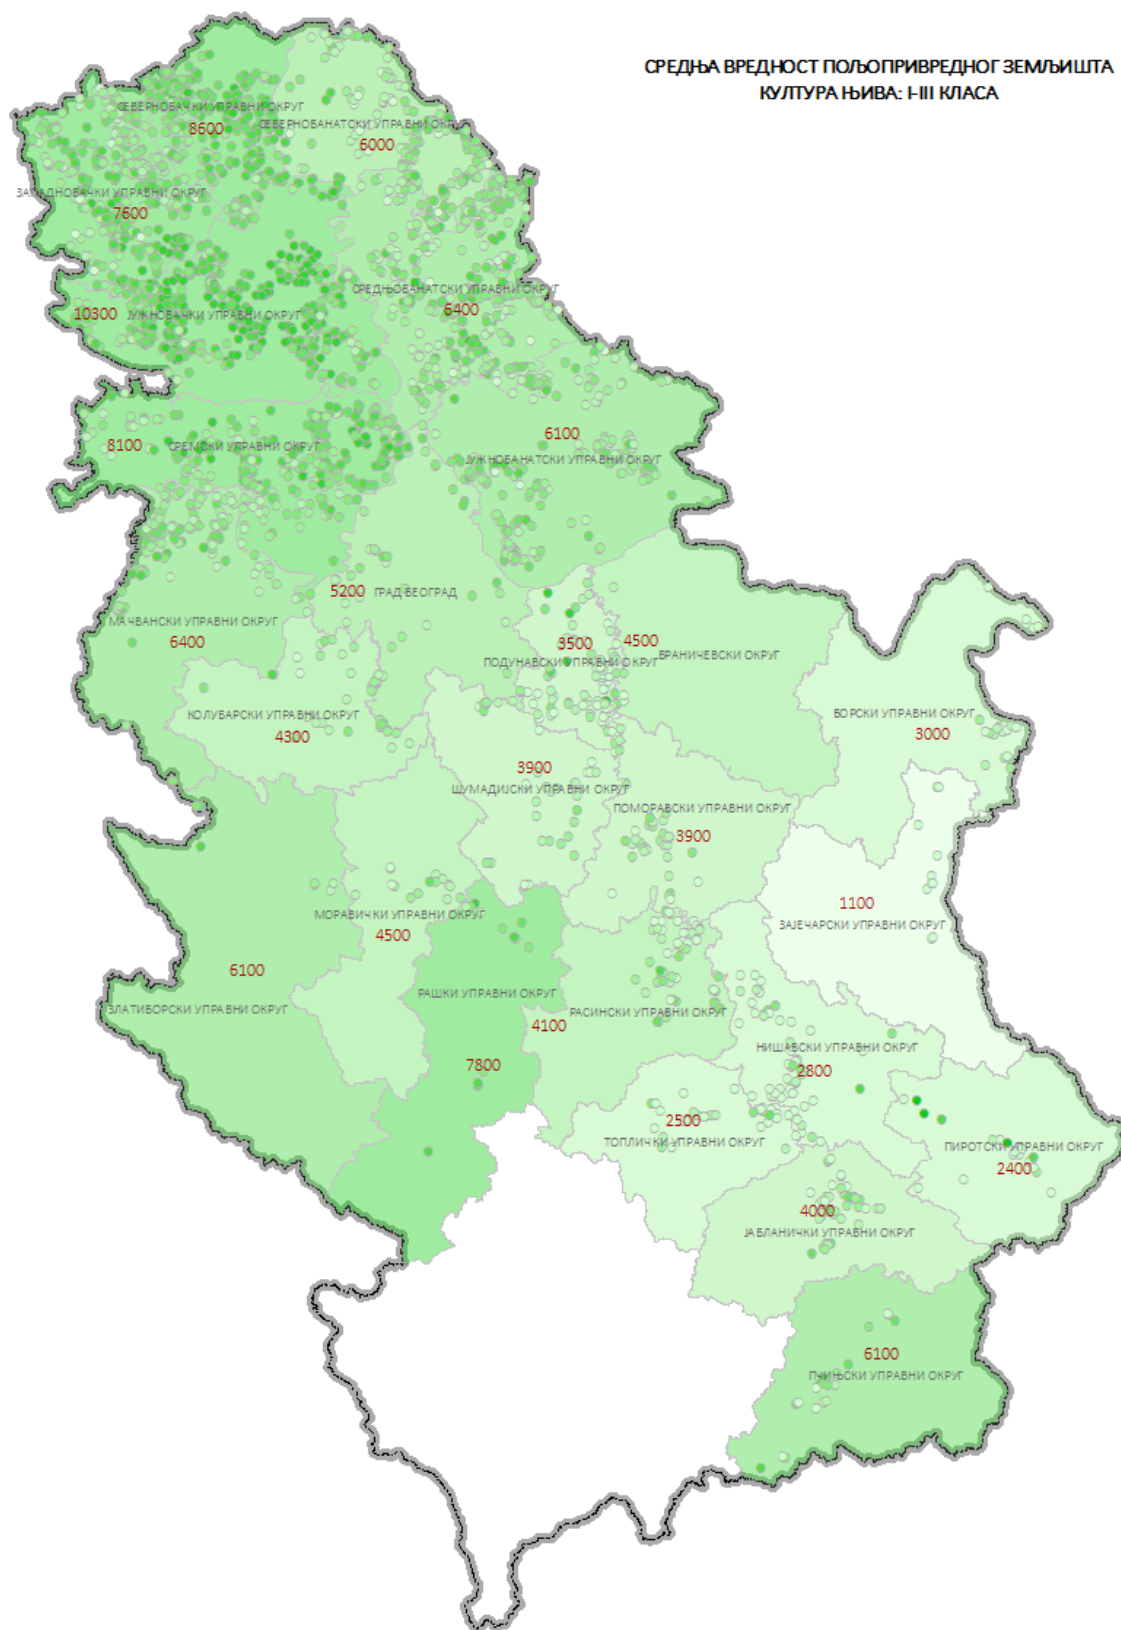 СРЕДЊА ВРЕДНОСТ ПОЉОПРИВРЕДНОГ ЗЕМЉИШТА
КУЛТУРА ЊИВА: I-III КЛАСА
СЕВЕРНОБАЧКИ УПРАВНИ ОКРУГ
8600
СЕВЕРНОБАНАТСКИ УПРАВНИ ОКРУГ
6000
ЗАПАДНОБАЧКИ УПРАВНИ ОКРУГ
7600
СРЕДЊОБАНАТСКИ УПРАВНИ ОКРУГ
6400
10300
ЈУЖНОБАЧКИ УПРАВНИ ОКРУГ
8100
СРЕМСКИ УПРАВНИ ОКРУГ
6100
ЈУЖНОБАНАТСКИ УПРАВНИ ОКРУГ
5200
ГРАД БЕОГРАД
МАЧВАНСКИ УПРАВНИ ОКРУГ
6400
3500
ПОДУНАВСКИ УПРАВНИ ОКРУГ
4500
БРАНИЧЕВСКИ ОКРУГ
КОЛУБАРСКИ УПРАВНИ ОКРУГ
4300
БОРСКИ УПРАВНИ ОКРУГ
3000
3900
ШУМАДИЈСКИ УПРАВНИ ОКРУГ
ПОМОРАВСКИ УПРАВНИ ОКРУГ
3900
1100
ЗАЈЕЧАРСКИ УПРАВНИ ОКРУГ
МОРАВИЧКИ УПРАВНИ ОКРУГ
4500
6100
ЗЛАТИБОРСКИ УПРАВНИ ОКРУГ
РАШКИ УПРАВНИ ОКРУГ
7800
4100
РАСИНСКИ УПРАВНИ ОКРУГ
НИШАВСКИ УПРАВНИ ОКРУГ
2800
2500
ТОПЛИЧКИ УПРАВНИ ОКРУГ
ПИРОТСКИ УПРАВНИ ОКРУГ
2400
4000
ЈАБЛАНИЧКИ УПРАВНИ ОКРУГ
6100
ПЧИЊСКИ УПРАВНИ ОКРУГ